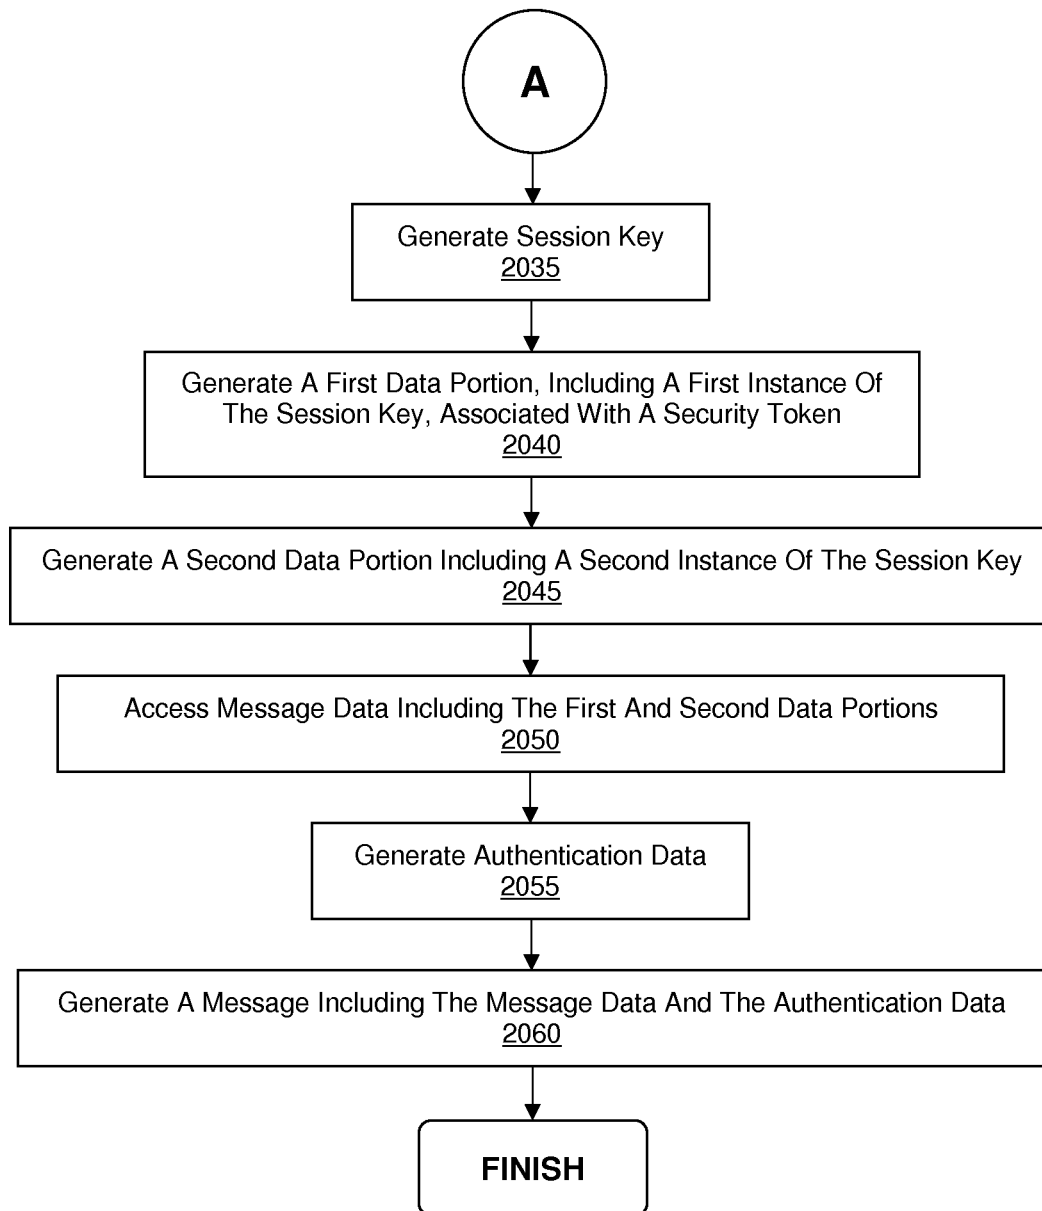 A
Generate Session Key
2035
Generate A First Data Portion, Including A First Instance Of
The Session Key, Associated With A Security Token
2040
Generate A Second Data Portion Including A Second Instance Of The Session Key
2045
Access Message Data Including The First And Second Data Portions
2050
Generate Authentication Data
2055
Generate A Message Including The Message Data And The Authentication Data
2060
FINISH